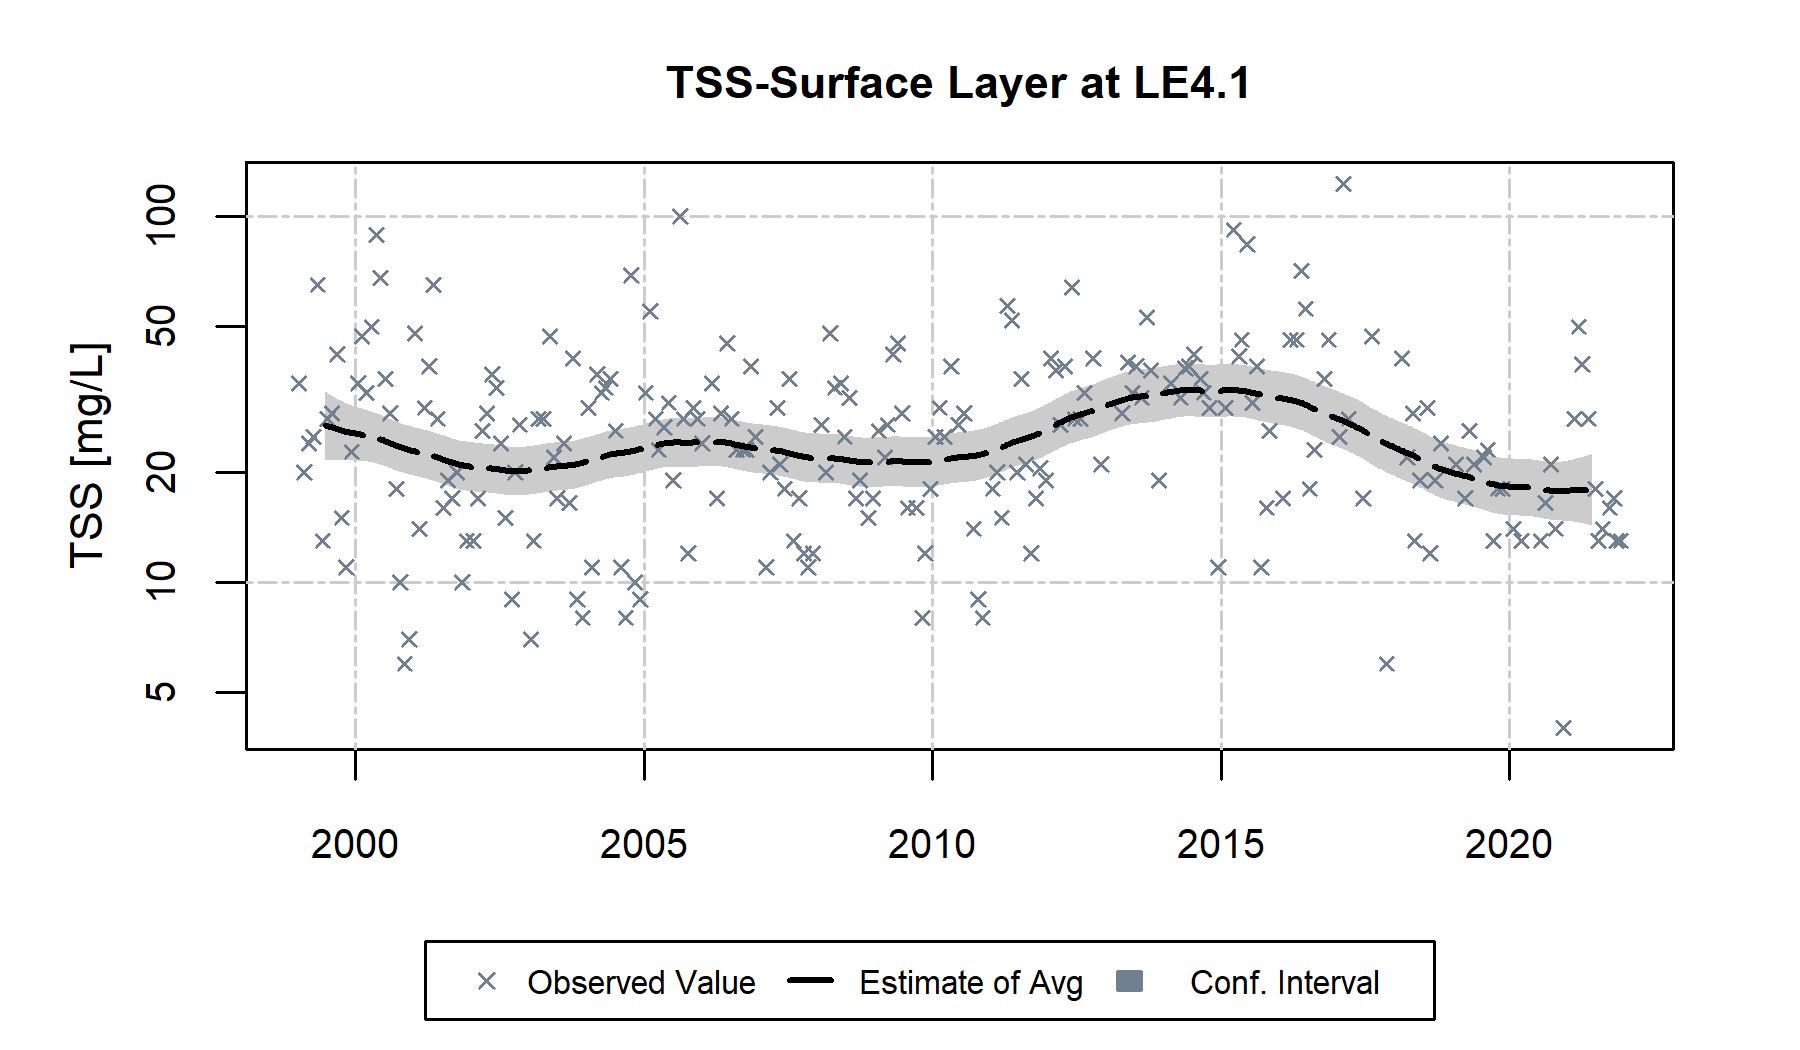 TSS-Surface Layer at LE4.1
TSS [mg/L]
100
50
20
10
5
2000 2005 2010 2015 2020
Observed Value Estimate of Avg Conf. Interval